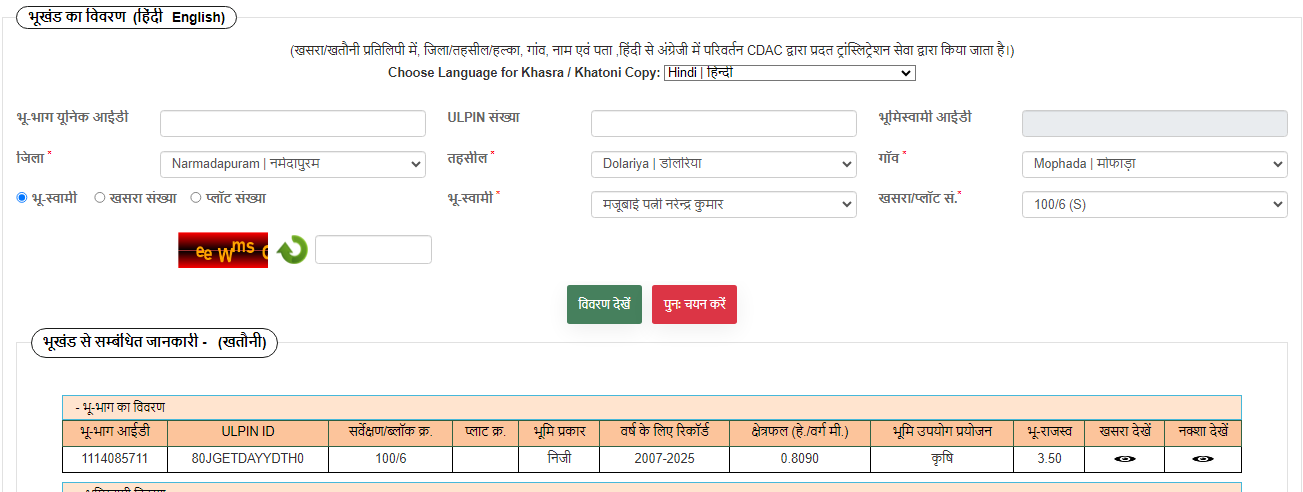 भूखंड का विवरण (हिंदी English)
(खसरा/खतौनी प्रतिलिपी में, जिला/तहसील/हल्का, गांव, नाम एवं पता ,हिंदी से अंग्रेजी में परिवर्तन CDAC द्वारा प्रदत ट्रांस्लिट्रेशन सेवा द्वारा किया जाता है।)
Choose Language for Khasra / Khatoni Copy: Hindi | हिन्दी
भू-भाग यूनिक आईडी ULPIN संख्या भूमिस्वामी आईडी
जिला * Narmadapuram | नर्मदापुरम तहसील * Dolariya | डोलरिया गाँव * Mophada | मोफाड़ा
भू-स्वामी खसरा संख्या प्लॉट संख्या भू-स्वामी * मजूबाई पत्नी नरेन्द्र कुमार खसरा/प्लॉट सं.* 100/6 (S)
ee W ms
विवरण देखें पुनः चयन करें
भूखंड से सम्बंधित जानकारी - (खतौनी)
- भू-भाग का विवरण
भू-भाग आईडी ULPIN ID सर्वेक्षण/ब्लॉक क्र. प्लाट क्र. भूमि प्रकार वर्ष के लिए रिकॉर्ड क्षेत्रफल (हे./वर्ग मी.) भूमि उपयोग प्रयोजन भू-राजस्व खसरा देखें नक्शा देखें
1114085711 80JGETDAYYDTH0 100/6 निजी 2007-2025 0.8090 कृषि 3.50